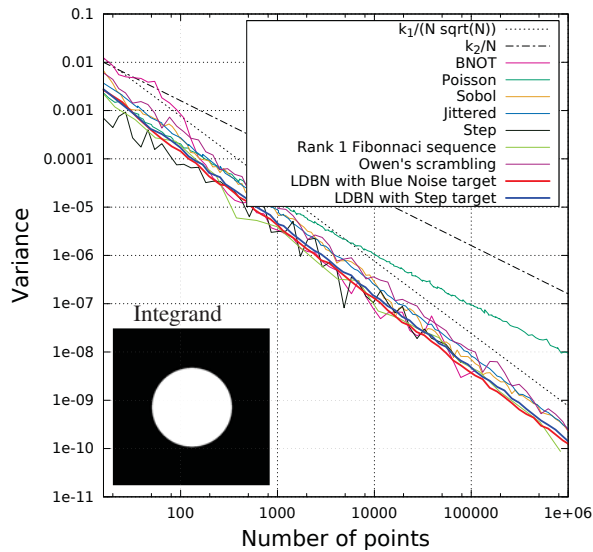 k1/(N sqrt(N))
k2/N
BNOT
Poisson
Sobol
Jittered
Step
Rank 1 Fibonnaci sequence
Owen's scrambling
LDBN with Blue Noise target
LDBN with Step target
0.1
0.01
0.001
0.0001
1e-05
1e-06
1e-07
1e-08
1e-09
1e-10
1e-11
Variance
Integrand
100
1000
10000
100000
1e+06
Number of points